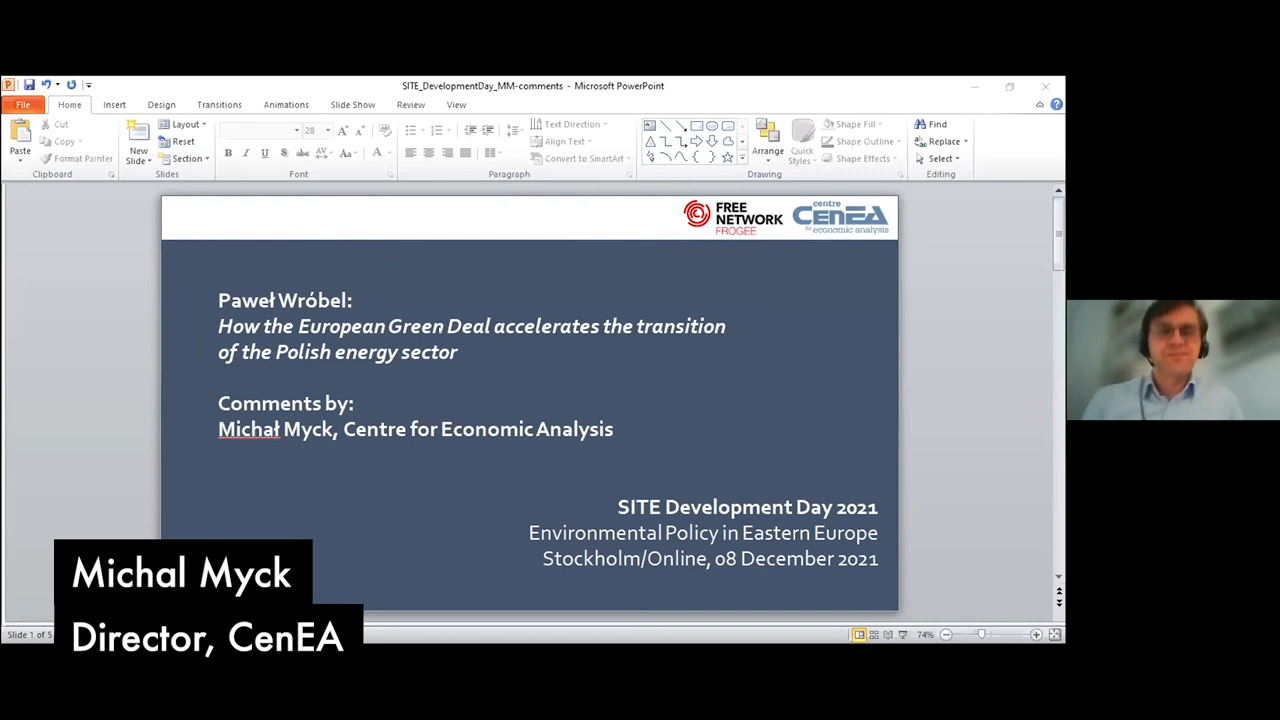 SITE_DevelopmentDay_MM-comments - Microsoft PowerPoint
File Home Insert Design Transitions Animations Slide Show Review View
Cut
Copy
Format Painter
Paste
Clipboard
New
Slide
Layout
Reset
Section
Slides
28
B I U S abc AV Aa A
Font
Text Direction
Align Text
Convert to SmartArt
Paragraph
Arrange
Quick
Styles
Shape Fill
Shape Outline
Shape Effects
Drawing
Find
Replace
Select
Editing
FREE
NETWORK
FROGEE
centre
CenEA
for economic analysis
Paweł Wróbel:
How the European Green Deal accelerates the transition
of the Polish energy sector
Comments by:
Michał Myck, Centre for Economic Analysis
SITE Development Day 2021
Environmental Policy in Eastern Europe
Stockholm/Online, 08 December 2021
Michal Myck
Director, CenEA
Slide 1 of 5
74%